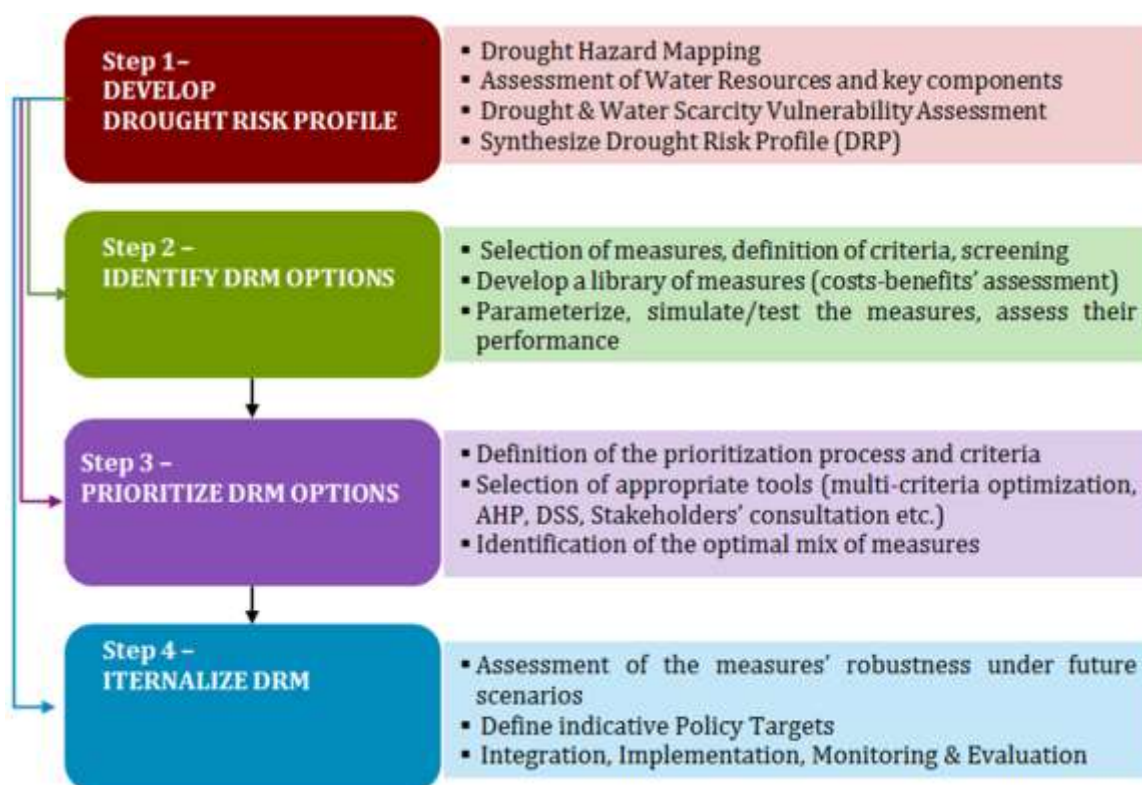 Step 1–
DEVELOP
DROUGHT RISK PROFILE
▪ Drought Hazard Mapping
▪ Assessment of Water Resources and key components
▪ Drought & Water Scarcity Vulnerability Assessment
▪ Synthesize Drought Risk Profile (DRP)
Step 2 –
IDENTIFY DRM OPTIONS
▪ Selection of measures, definition of criteria, screening
▪ Develop a library of measures (costs-benefits’ assessment)
▪ Parameterize, simulate/test the measures, assess their
performance
Step 3 –
PRIORITIZE DRM OPTIONS
▪ Definition of the prioritization process and criteria
▪ Selection of appropriate tools (multi-criteria optimization,
AHP, DSS, Stakeholders’ consultation etc.)
▪ Identification of the optimal mix of measures
Step 4 –
ITERNALIZE DRM
▪ Assessment of the measures’ robustness under future
scenarios
▪ Define indicative Policy Targets
▪ Integration, Implementation, Monitoring & Evaluation